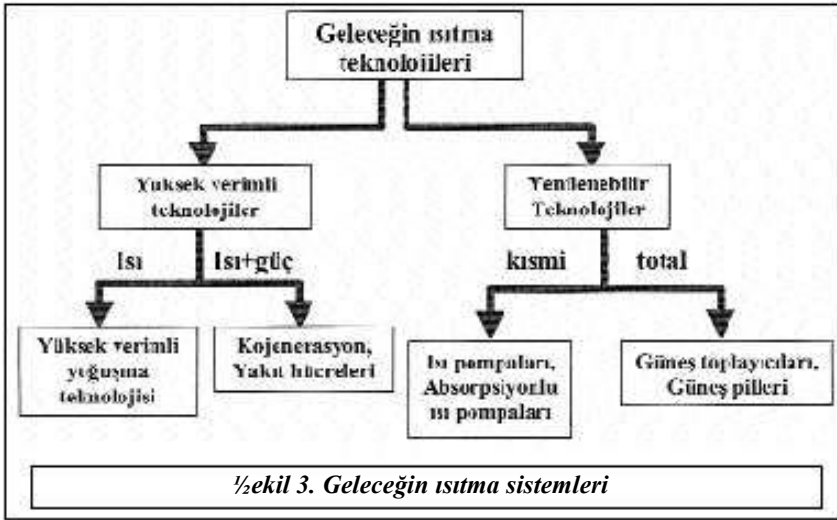 Geleceğin ısıtma
teknolojileri
Yüksek verimli
teknolojiler
Yenilenebilir
Teknolojiler
Isı
Isı+güç
kısmi
total
Yüksek verimli
yoğuşma
teknolojisi
Kojenerasyon,
Yakıt hücreleri
Isı pompaları,
Absorpsiyonlu
ısı pompaları
Güneş toplayıcıları,
Güneş pilleri
½ekil 3. Geleceğin ısıtma sistemleri